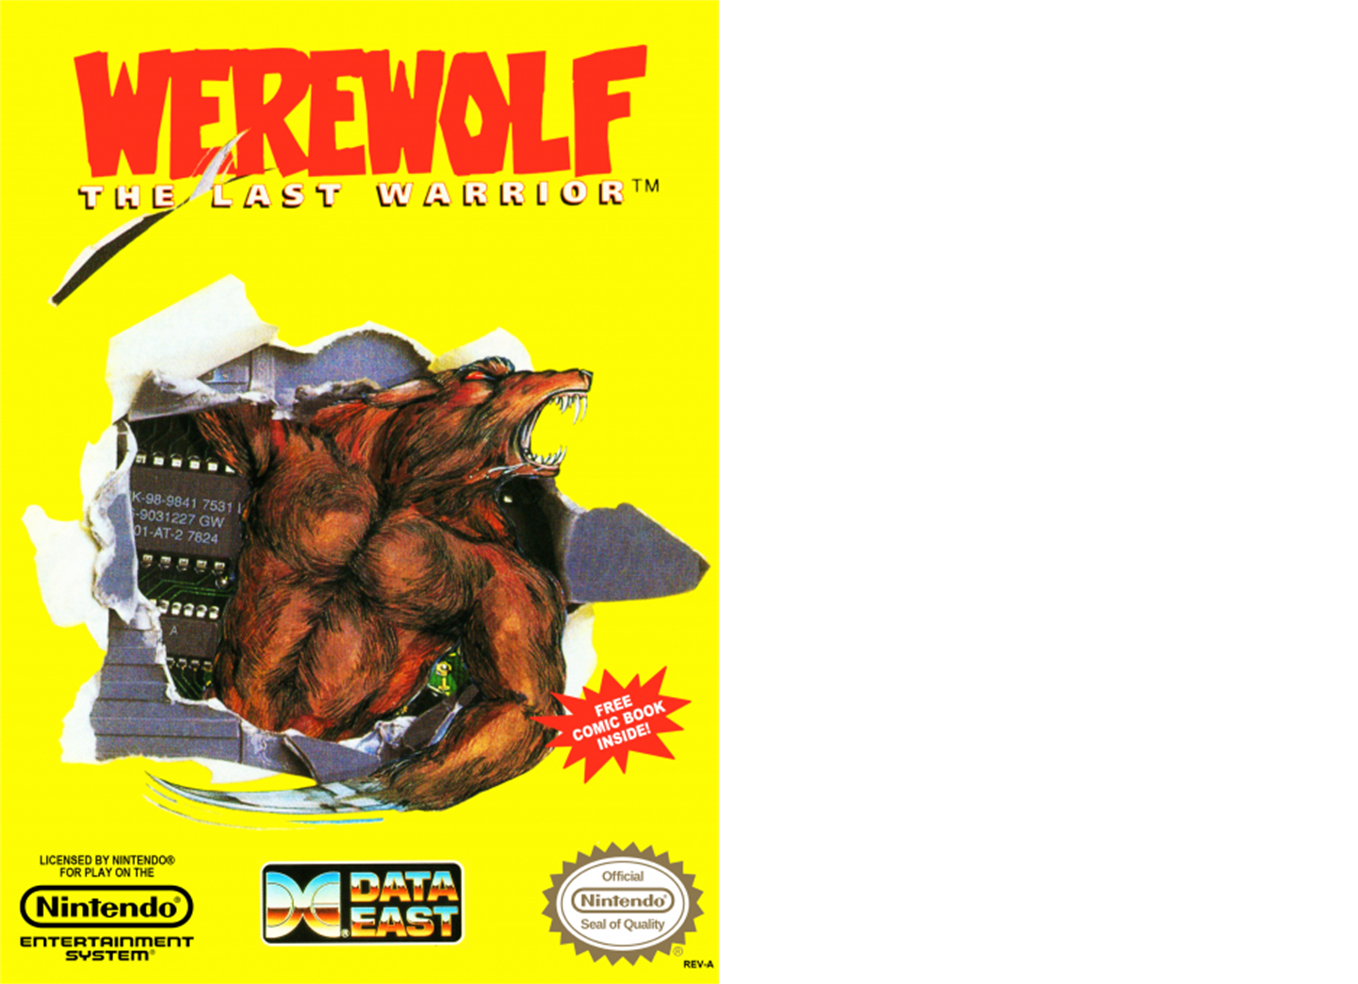 WEREWOLF
THE LAST WARRIOR™
K-98-9841 7531
-9031227 GW
01-AT-2 7824
A
FREE
COMIC BOOK
INSIDE!
LICENSED BY NINTENDO®
FOR PLAY ON THE
Nintendo®
ENTERTAINMENT
SYSTEM®
DATA
EAST®
Official
Nintendo®
Seal of Quality
®
REV-A